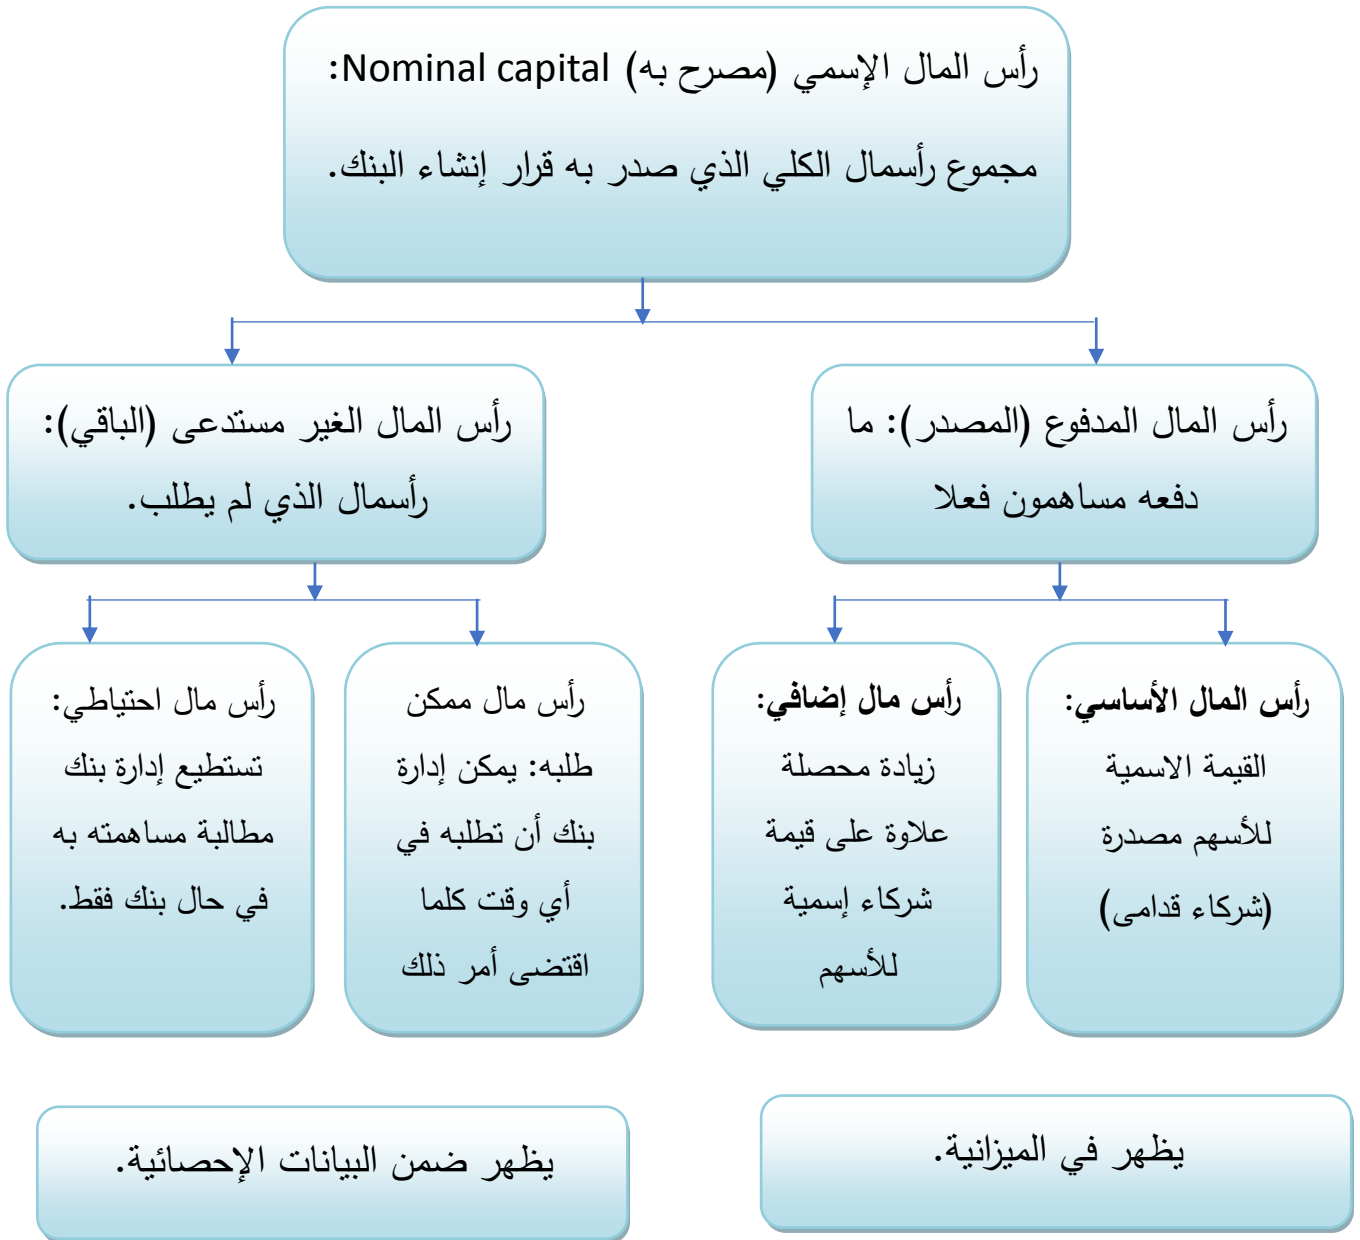 رأس المال الإسمي (مصرح به) Nominal capital:
مجموع رأسمال الكلي الذي صدر به قرار إنشاء البنك.
رأس المال المدفوع (المصدر): ما
دفعه مساهمون فعلا
رأس المال الغير مستدعى (الباقي):
رأسمال الذي لم يطلب.
رأس المال الأساسي:
القيمة الاسمية
للأسهم مصدرة
(شركاء قدامى)
رأس مال إضافي:
زيادة محصلة
علاوة على قيمة
شركاء إسمية
للأسهم
رأس مال ممكن
طلبه: يمكن إدارة
بنك أن تطلبه في
أي وقت كلما
اقتضى أمر ذلك
رأس مال احتياطي:
تستطيع إدارة بنك
مطالبة مساهمته به
في حال بنك فقط.
يظهر في الميزانية.
يظهر ضمن البيانات الإحصائية.